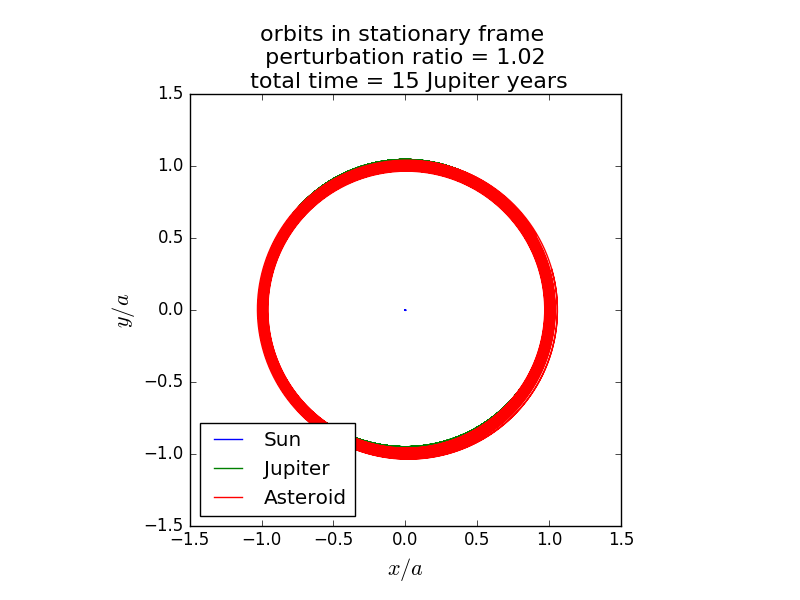 orbits in stationary frame
perturbation ratio = 1.02
total time = 15 Jupiter years
1.5
1.0
0.5
0.0
−0.5
−1.0
−1.5
y/a
Sun
Jupiter
Asteroid
−1.5 −1.0 −0.5 0.0 0.5 1.0 1.5
x/a